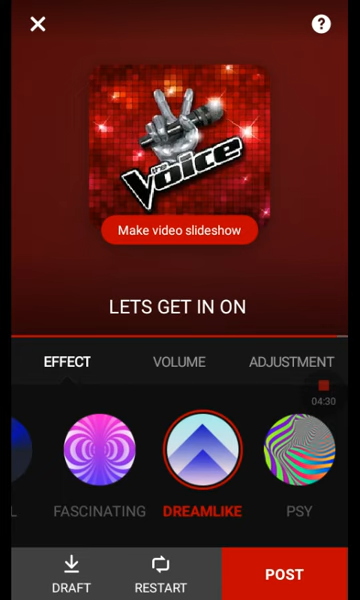 ?
THE
Voice
Make video slideshow
LETS GET IN ON
EFFECT VOLUME ADJUSTMENT
04:30
L FASCINATING DREAMLIKE PSY
DRAFT RESTART POST